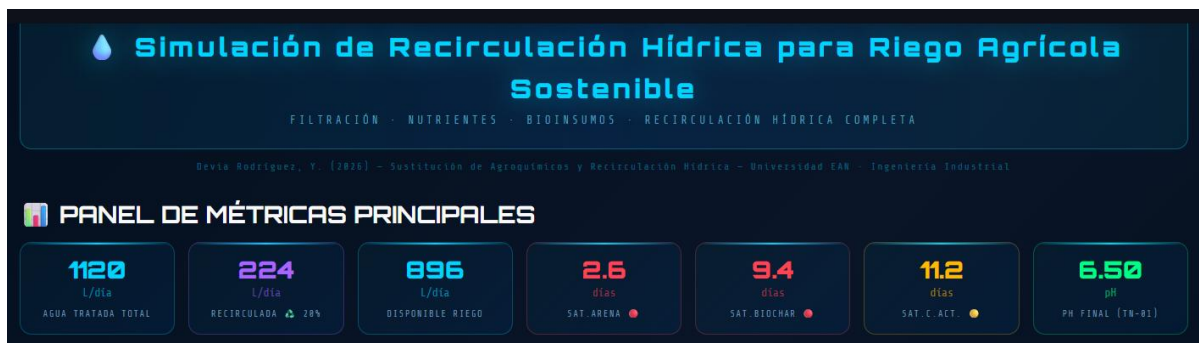 Simulación de Recirculación Hídrica para Riego Agrícola
Sostenible
FILTRACIÓN · NUTRIENTES · BIOINSUMOS · RECIRCULACIÓN HÍDRICA COMPLETA
Devia Rodríguez, Y. (2026) — Sustitución de Agroquímicos y Recirculación Hídrica — Universidad EAN · Ingeniería Industrial
PANEL DE MÉTRICAS PRINCIPALES
1120
L/día
AGUA TRATADA TOTAL
224
L/día
RECIRCULADA ♻ 20%
896
L/día
DISPONIBLE RIEGO
2.6
días
SAT.ARENA
9.4
días
SAT.BIOCHAR
11.2
días
SAT.C.ACT.
6.50
pH
PH FINAL (TN-01)